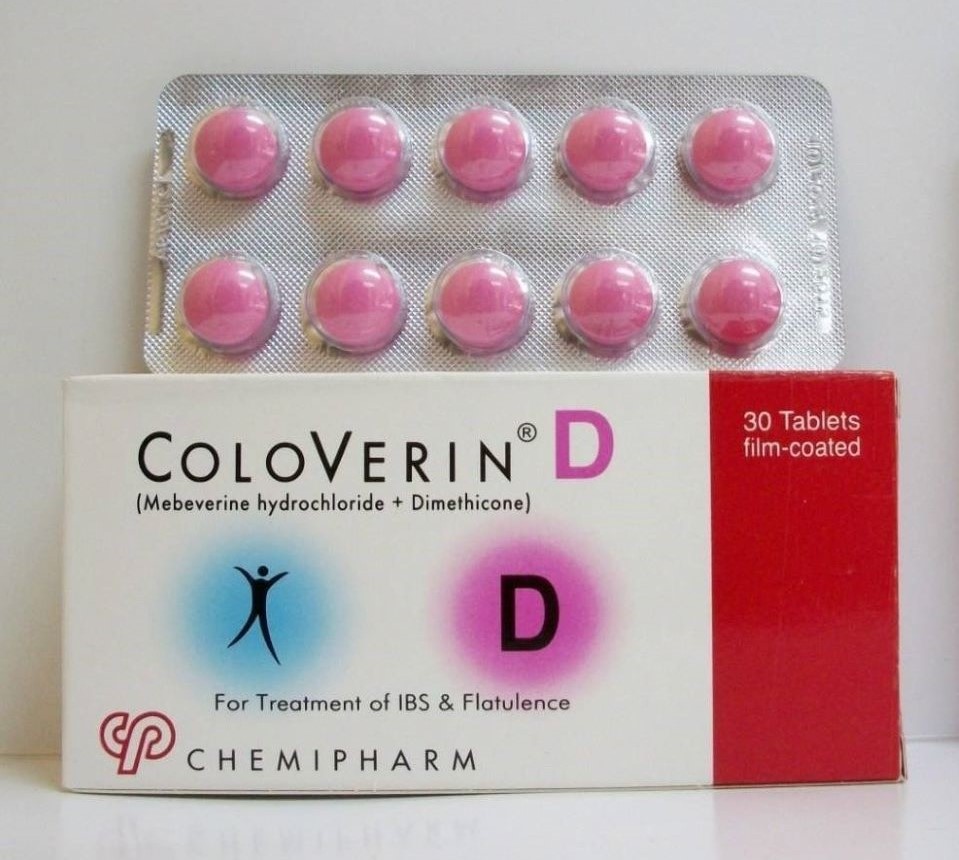 COLOVERIN® D
(Mebeverine hydrochloride + Dimethicone)
30 Tablets
film-coated
D
For Treatment of IBS & Flatulence
CHEMIPHARM